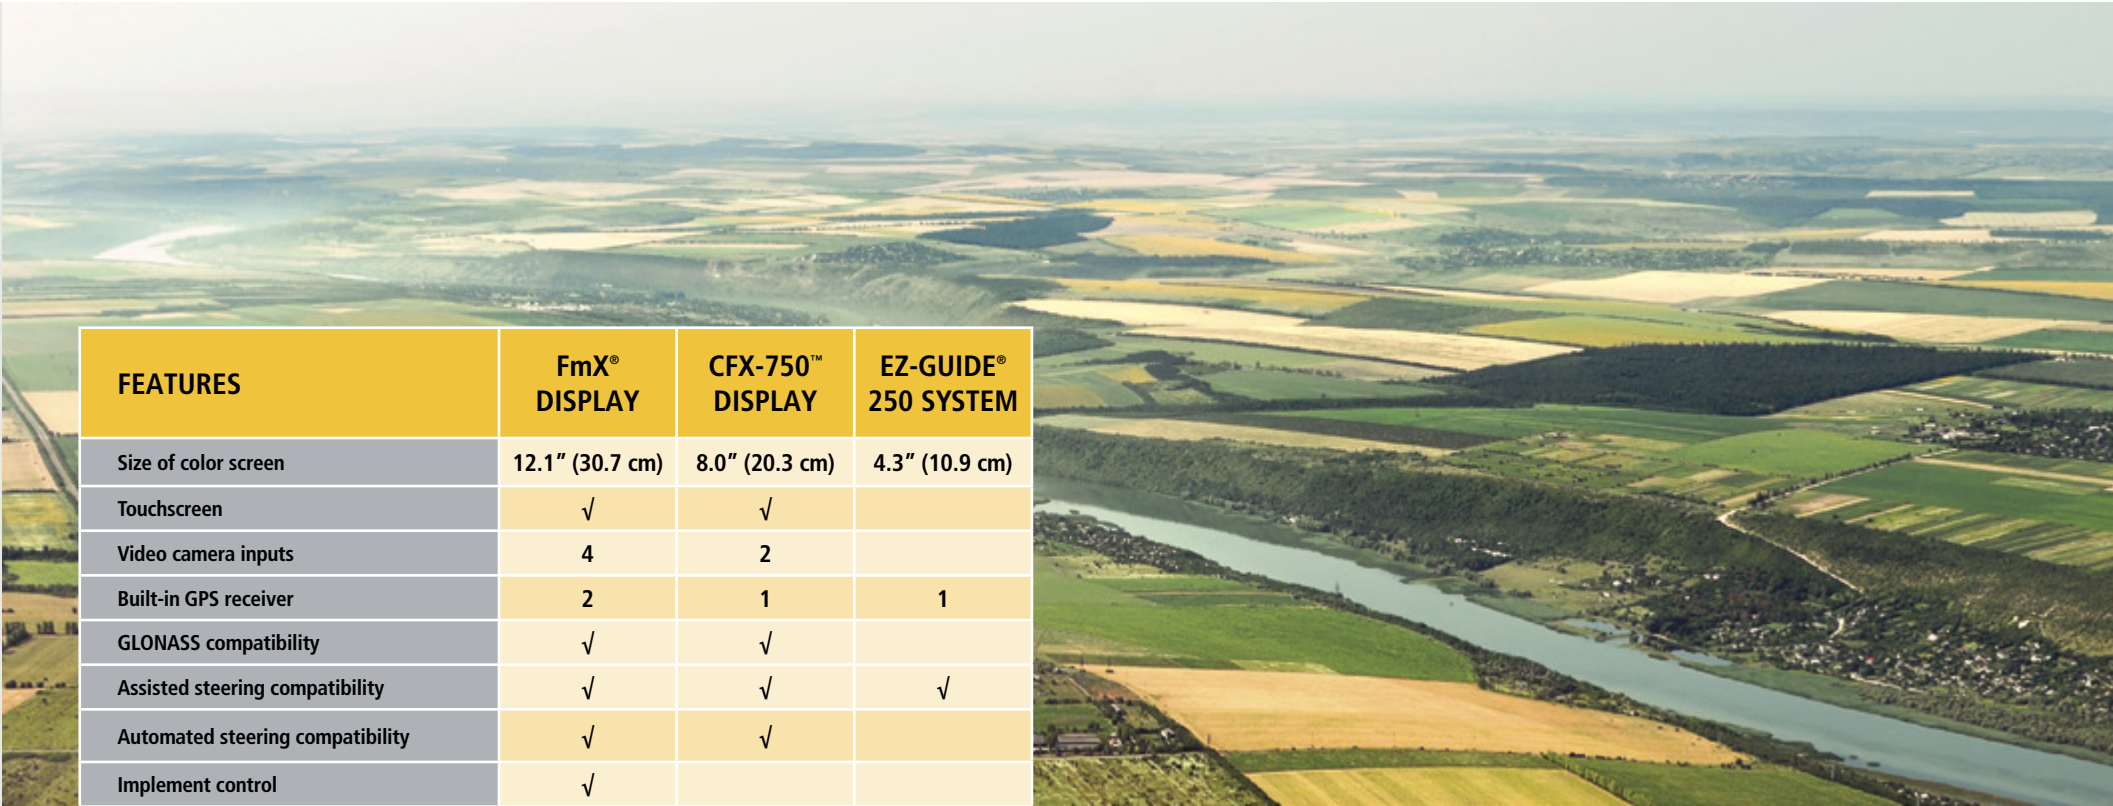 FEATURES FmX® DISPLAY CFX-750™ DISPLAY EZ-GUIDE® 250 SYSTEM
Size of color screen 12.1″ (30.7 cm) 8.0″ (20.3 cm) 4.3″ (10.9 cm)
Touchscreen √ √
Video camera inputs 4 2
Built-in GPS receiver 2 1 1
GLONASS compatibility √ √
Assisted steering compatibility √ √ √
Automated steering compatibility √ √
Implement control √